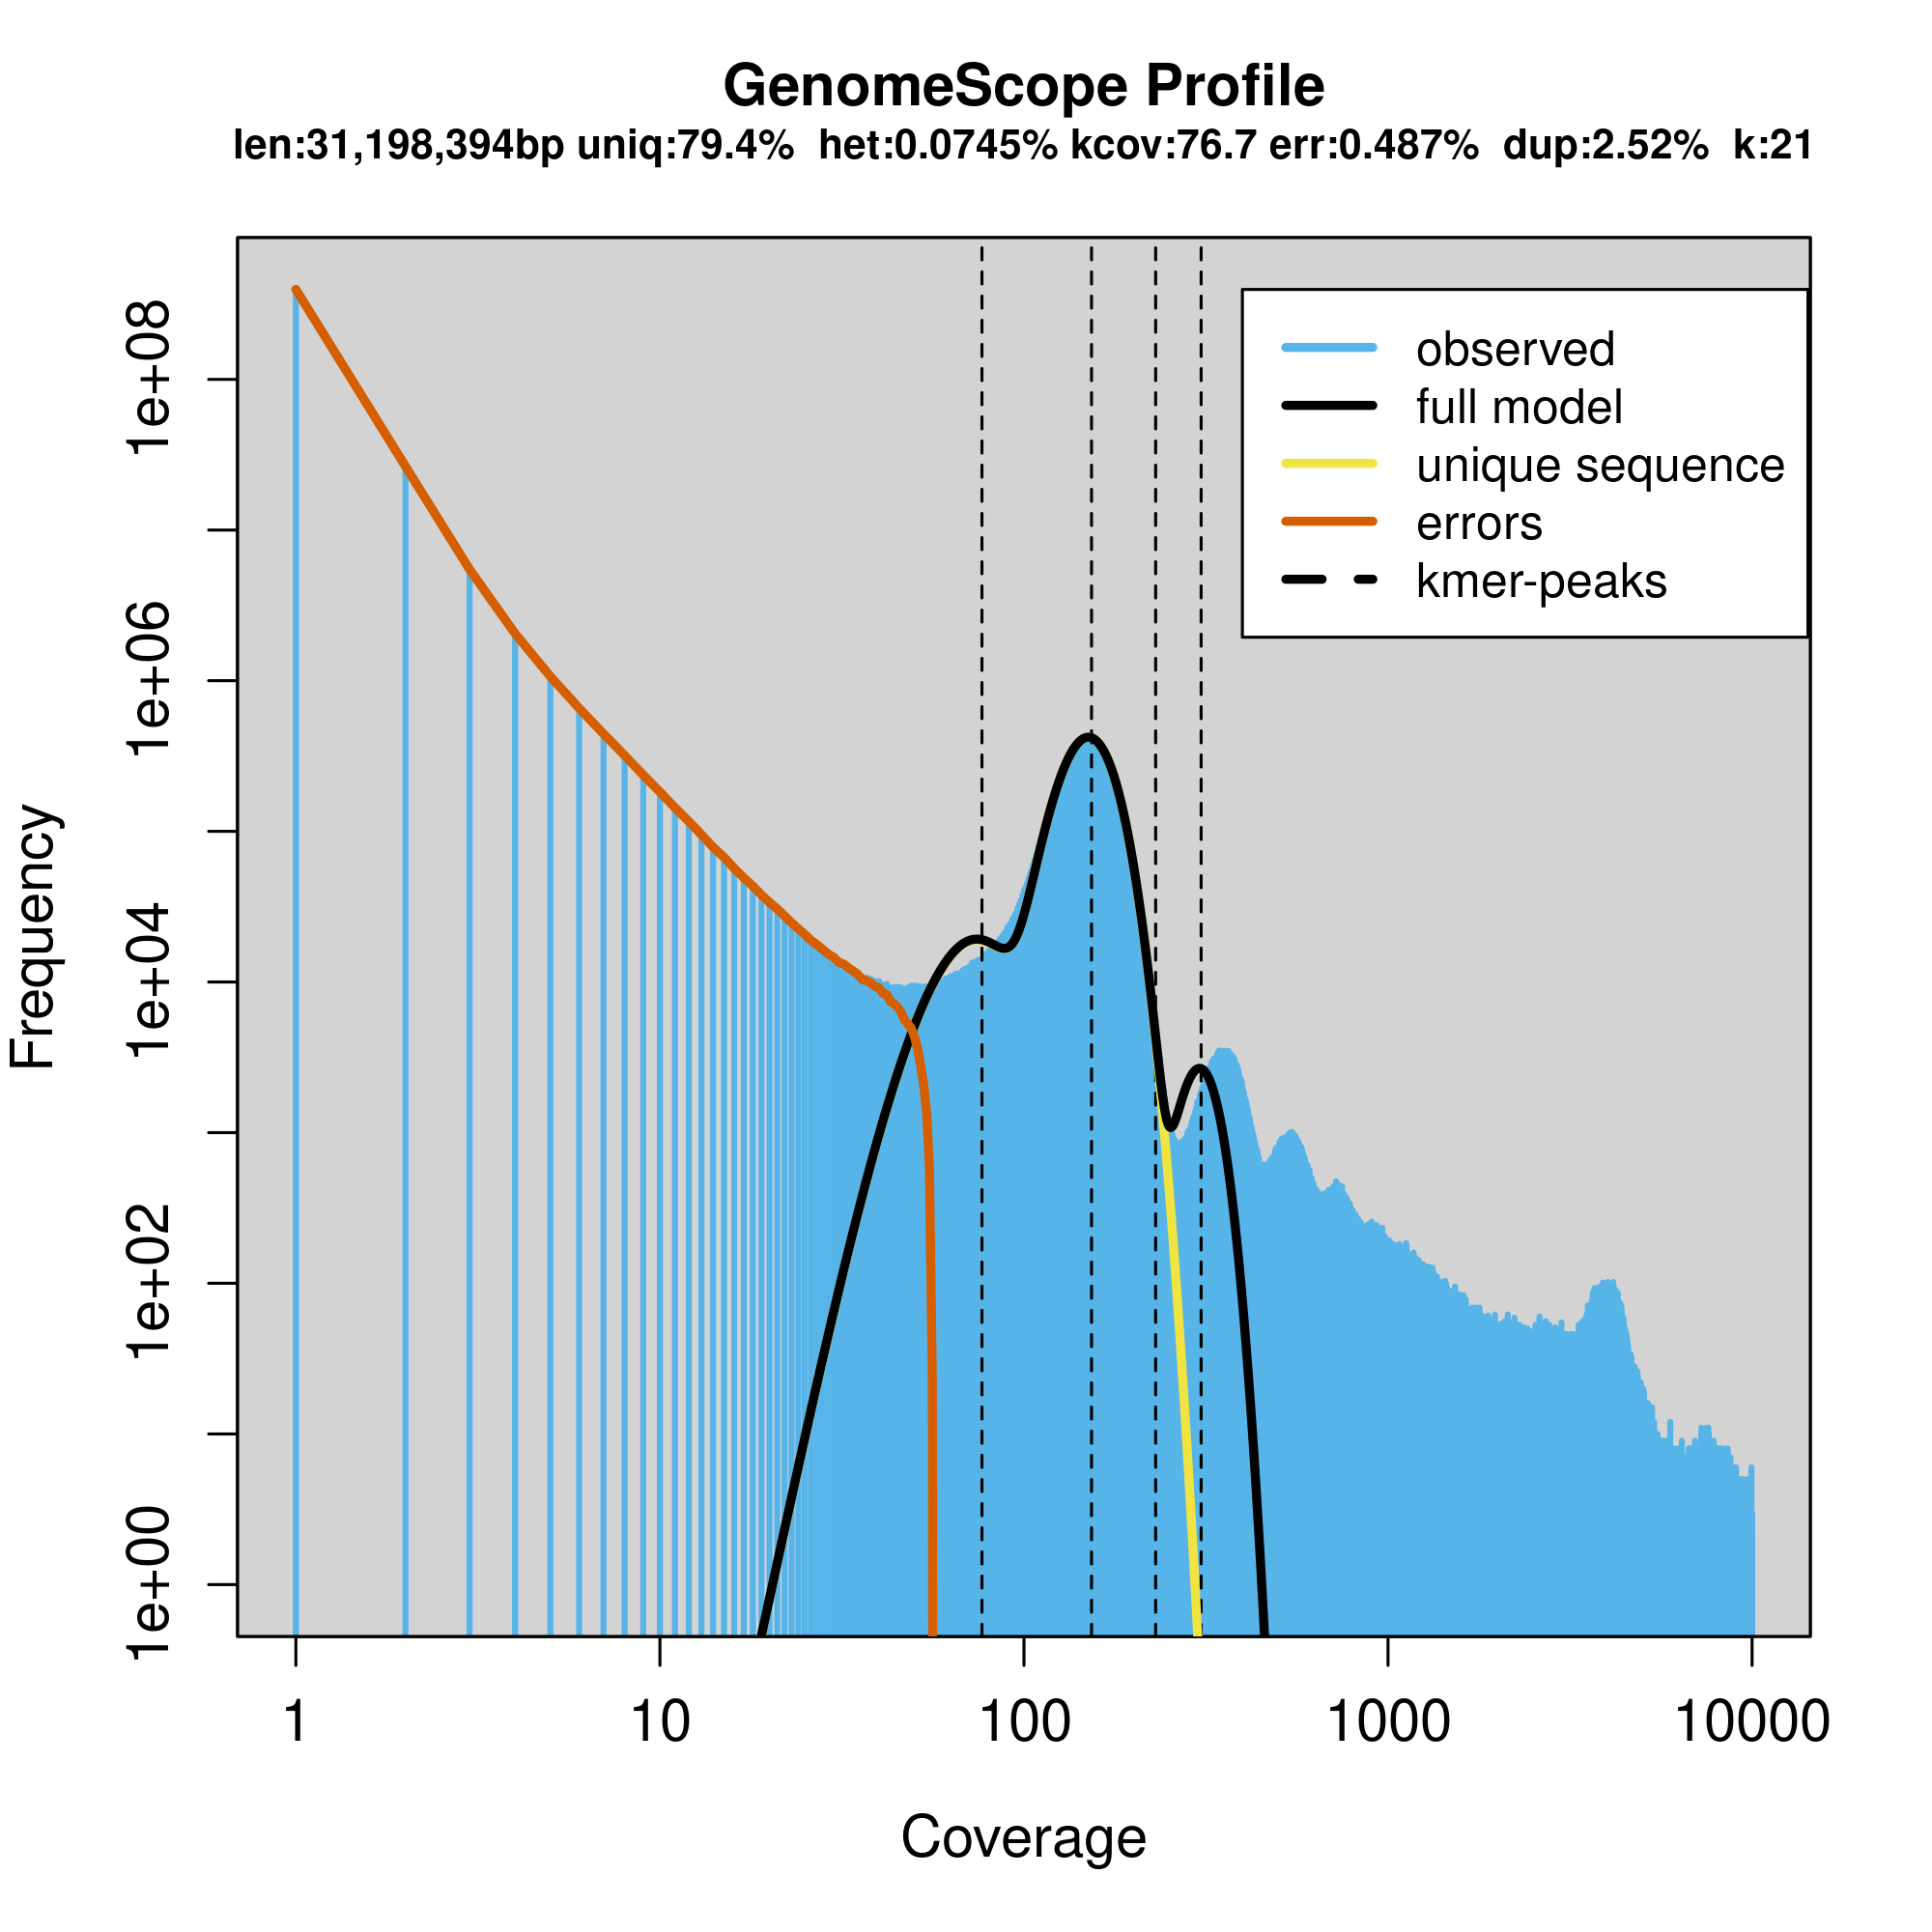 GenomeScope Profile
len:31,198,394bp uniq:79.4% het:0.0745% kcov:76.7 err:0.487% dup:2.52% k:21
observed
full model
unique sequence
errors
kmer-peaks
Frequency
1e+08
1e+06
1e+04
1e+02
1e+00
1 10 100 1000 10000
Coverage